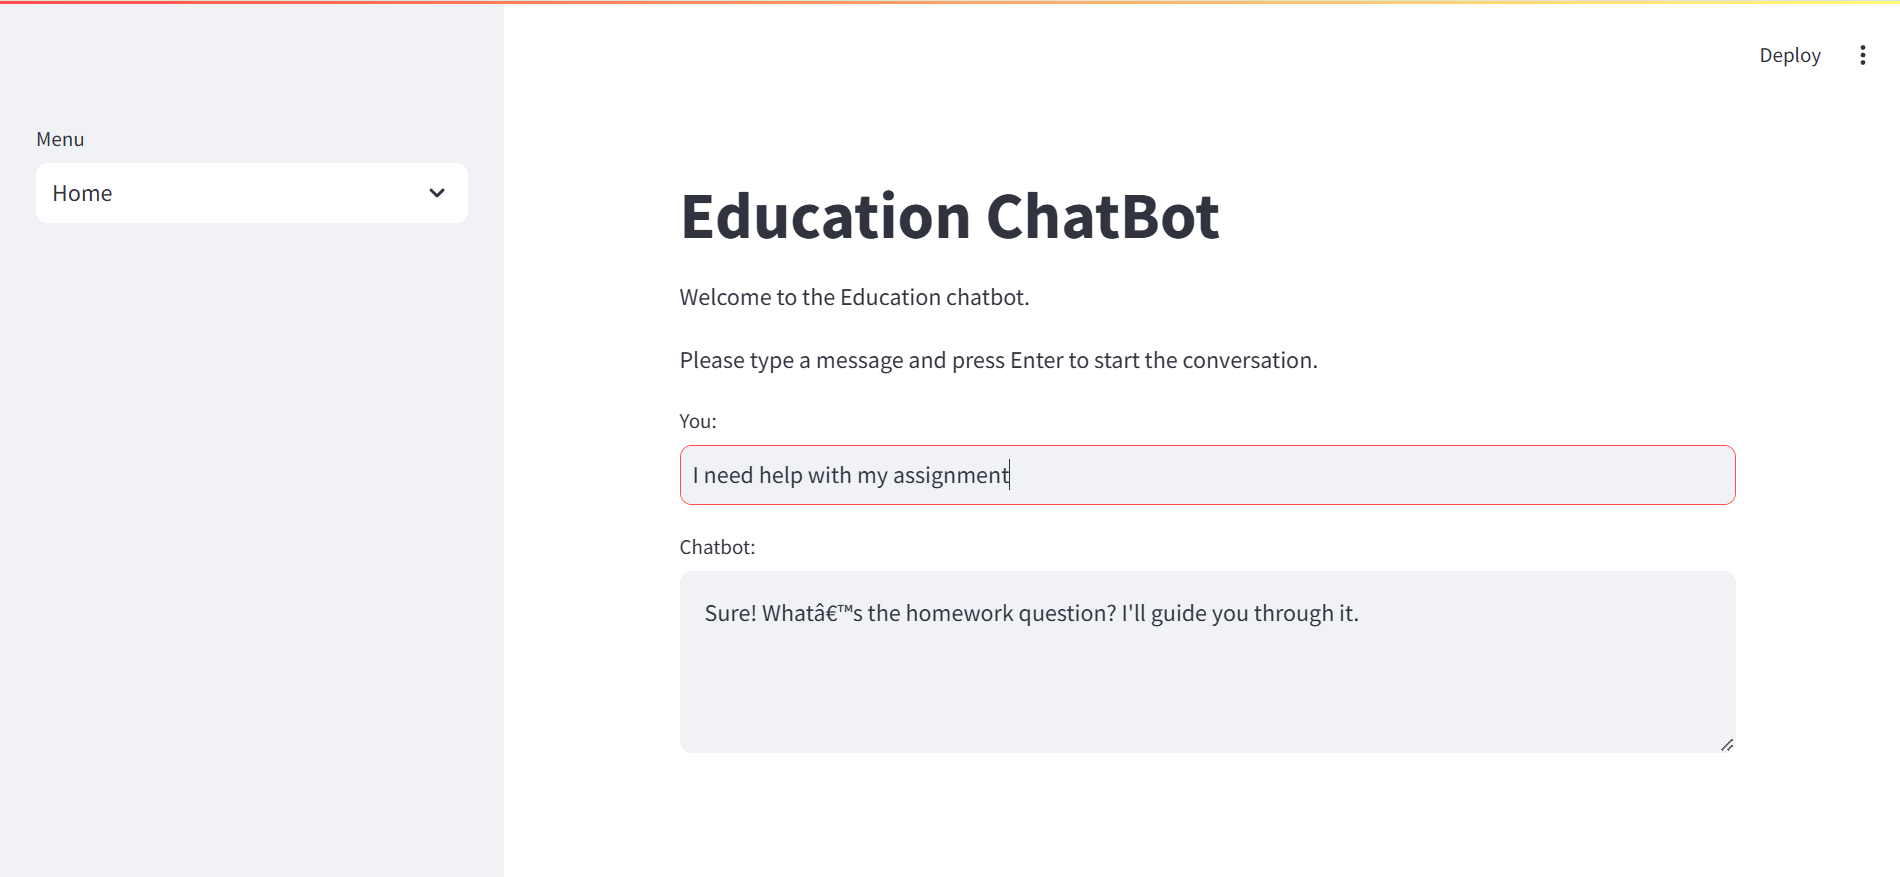 Deploy
Menu
Home
Education ChatBot
Welcome to the Education chatbot.
Please type a message and press Enter to start the conversation.
You:
I need help with my assignment
Chatbot:
Sure! Whatâ€™s the homework question? I'll guide you through it.